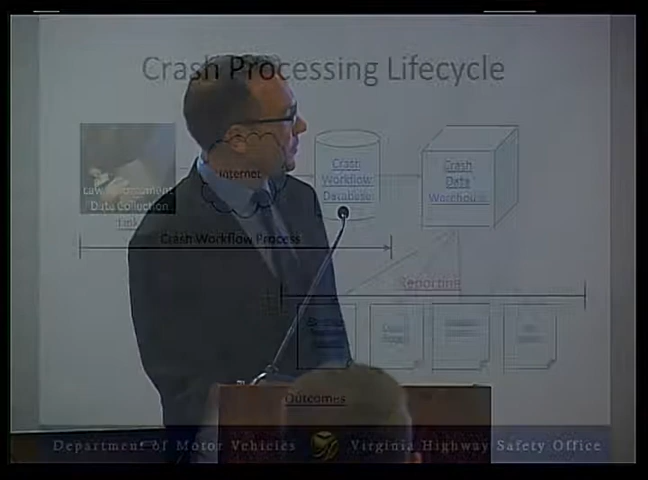 Crash Processing Lifecycle
Internet
Law Enforcement
Data Collection
Link
Crash
Workflow
Database
Crash
Data
Warehouse
Crash Workflow Process
Reporting
Outcomes
Department of Motor Vehicles Virginia Highway Safety Office